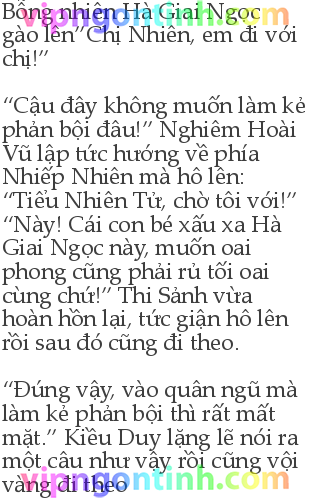 Bỗng nhiên Hà Giai Ngọc
gào lên”Chị Nhiên, em đi với
chị!”
“Cậu đây không muốn làm kẻ
phản bội đâu!” Nghiêm Hoài
Vũ lập tức hướng về phía
Nhiếp Nhiên mà hô lên:
“Tiểu Nhiên Tử, chờ tôi với!”
“Này! Cái con bé xấu xa Hà
Giai Ngọc này, muốn oai
phong cũng phải rủ tối oai
cùng chứ!” Thi Sảnh vừa
hoàn hồn lại, tức giận hô lên
rồi sau đó cũng đi theo.
“Đúng vậy, vào quân ngũ mà
làm kẻ phản bội thì rất mất
mặt.” Kiều Duy lặng lẽ nói ra
một câu như vậy rồi cũng vội
vàng đi theo
vipngontinh.com
vipngontinh.com